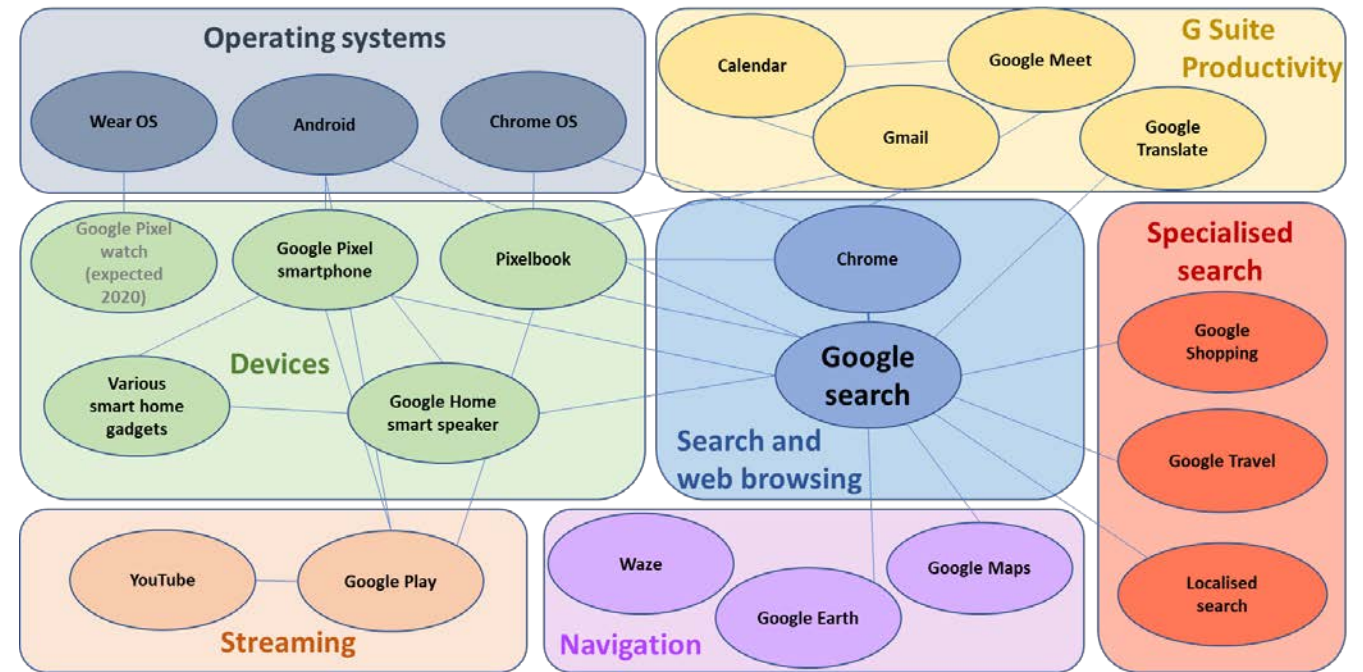 Operating systems
Wear OS
Android
Chrome OS
G Suite
Productivity
Calendar
Google Meet
Gmail
Google
Translate
Google Pixel
watch
(expected
2020)
Google Pixel
smartphone
Pixelbook
Devices
Various
smart home
gadgets
Google Home
smart speaker
Chrome
Google
search
Search and
web browsing
Specialised
search
Google
Shopping
Google Travel
Localised
search
YouTube
Google Play
Streaming
Waze
Google Earth
Google Maps
Navigation